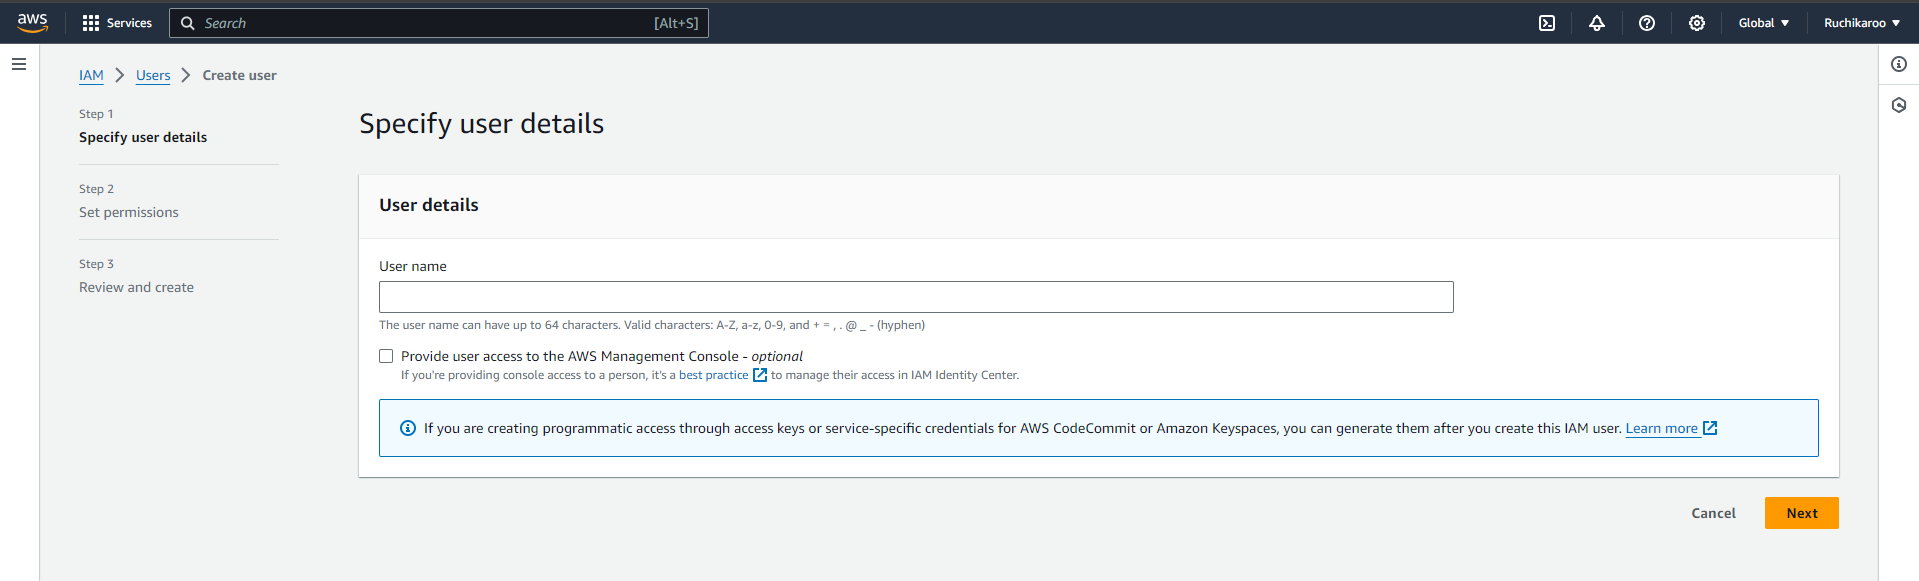 aws Services Search [Alt+S] Global Ruchikaroo
IAM > Users > Create user
Step 1
Specify user details
Step 2
Set permissions
Step 3
Review and create
Specify user details
User details
User name
The user name can have up to 64 characters. Valid characters: A-Z, a-z, 0-9, and + = , . @ _ - (hyphen)
Provide user access to the AWS Management Console - optional
If you're providing console access to a person, it's a best practice to manage their access in IAM Identity Center.
If you are creating programmatic access through access keys or service-specific credentials for AWS CodeCommit or Amazon Keyspaces, you can generate them after you create this IAM user. Learn more
Cancel Next